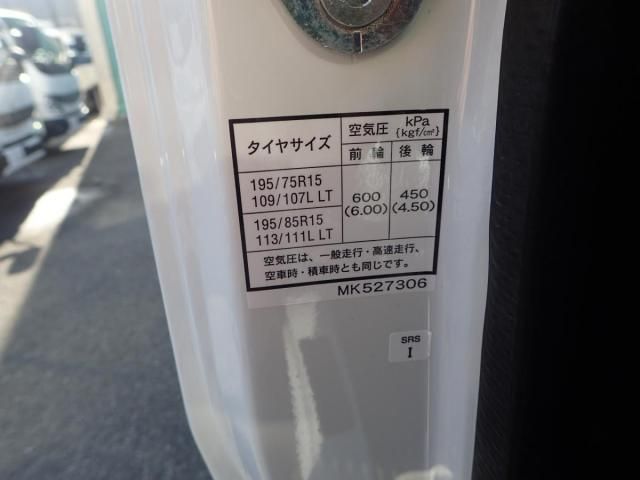 タイヤサイズ
空気圧 kPa {kgf/cm²}
前輪 後輪
195/75R15
109/107L LT
195/85R15
113/111L LT
600
(6.00)
450
(4.50)
空気圧は、一般走行・高速走行、
空車時・積車時とも同じです。
MK527306
SRS
I